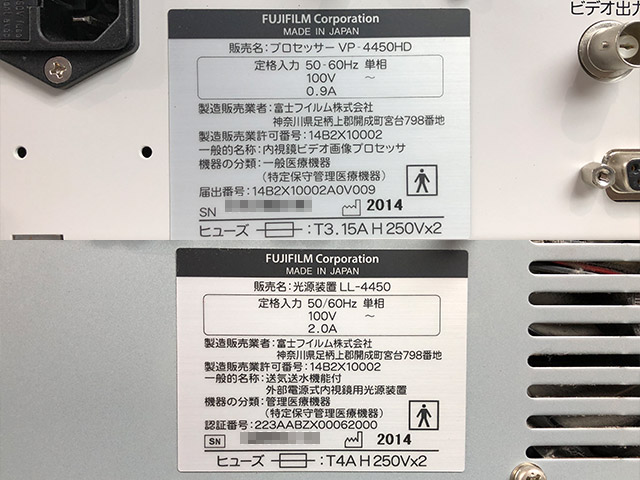 ビデオ出力
FUJIFILM Corporation
MADE IN JAPAN
販売名：プロセッサー VP-4450HD
定格入力 50-60Hz 単相
100V ～
0.9A
製造販売業者：富士フイルム株式会社
神奈川県足柄上郡開成町宮台798番地
製造販売業許可番号：14B2X10002
一般的名称：内視鏡ビデオ画像プロセッサ
機器の分類：一般医療機器
（特定保守管理医療機器）
届出番号：14B2X10002A0V009
SN 2014
ヒューズ ：T3.15A H 250V×2
FUJIFILM Corporation
MADE IN JAPAN
販売名：光源装置 LL-4450
定格入力 50/60Hz 単相
100V ～
2.0A
製造販売業者：富士フイルム株式会社
神奈川県足柄上郡開成町宮台798番地
製造販売業許可番号：14B2X10002
一般的名称：送気送水機能付
外部電源式内視鏡用光源装置
機器の分類：管理医療機器
（特定保守管理医療機器）
認証番号：223AABZX00062000
SN 2014
ヒューズ ：T4A H 250V×2